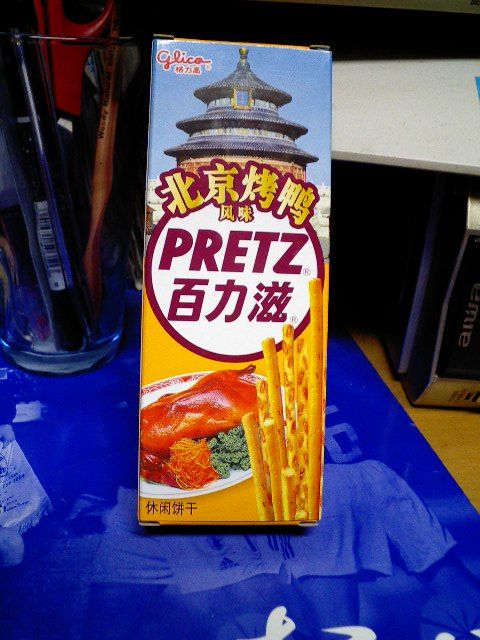 Glico
格力高
北京烤鸭
风味
PRETZ®
百力滋®
休闲饼干